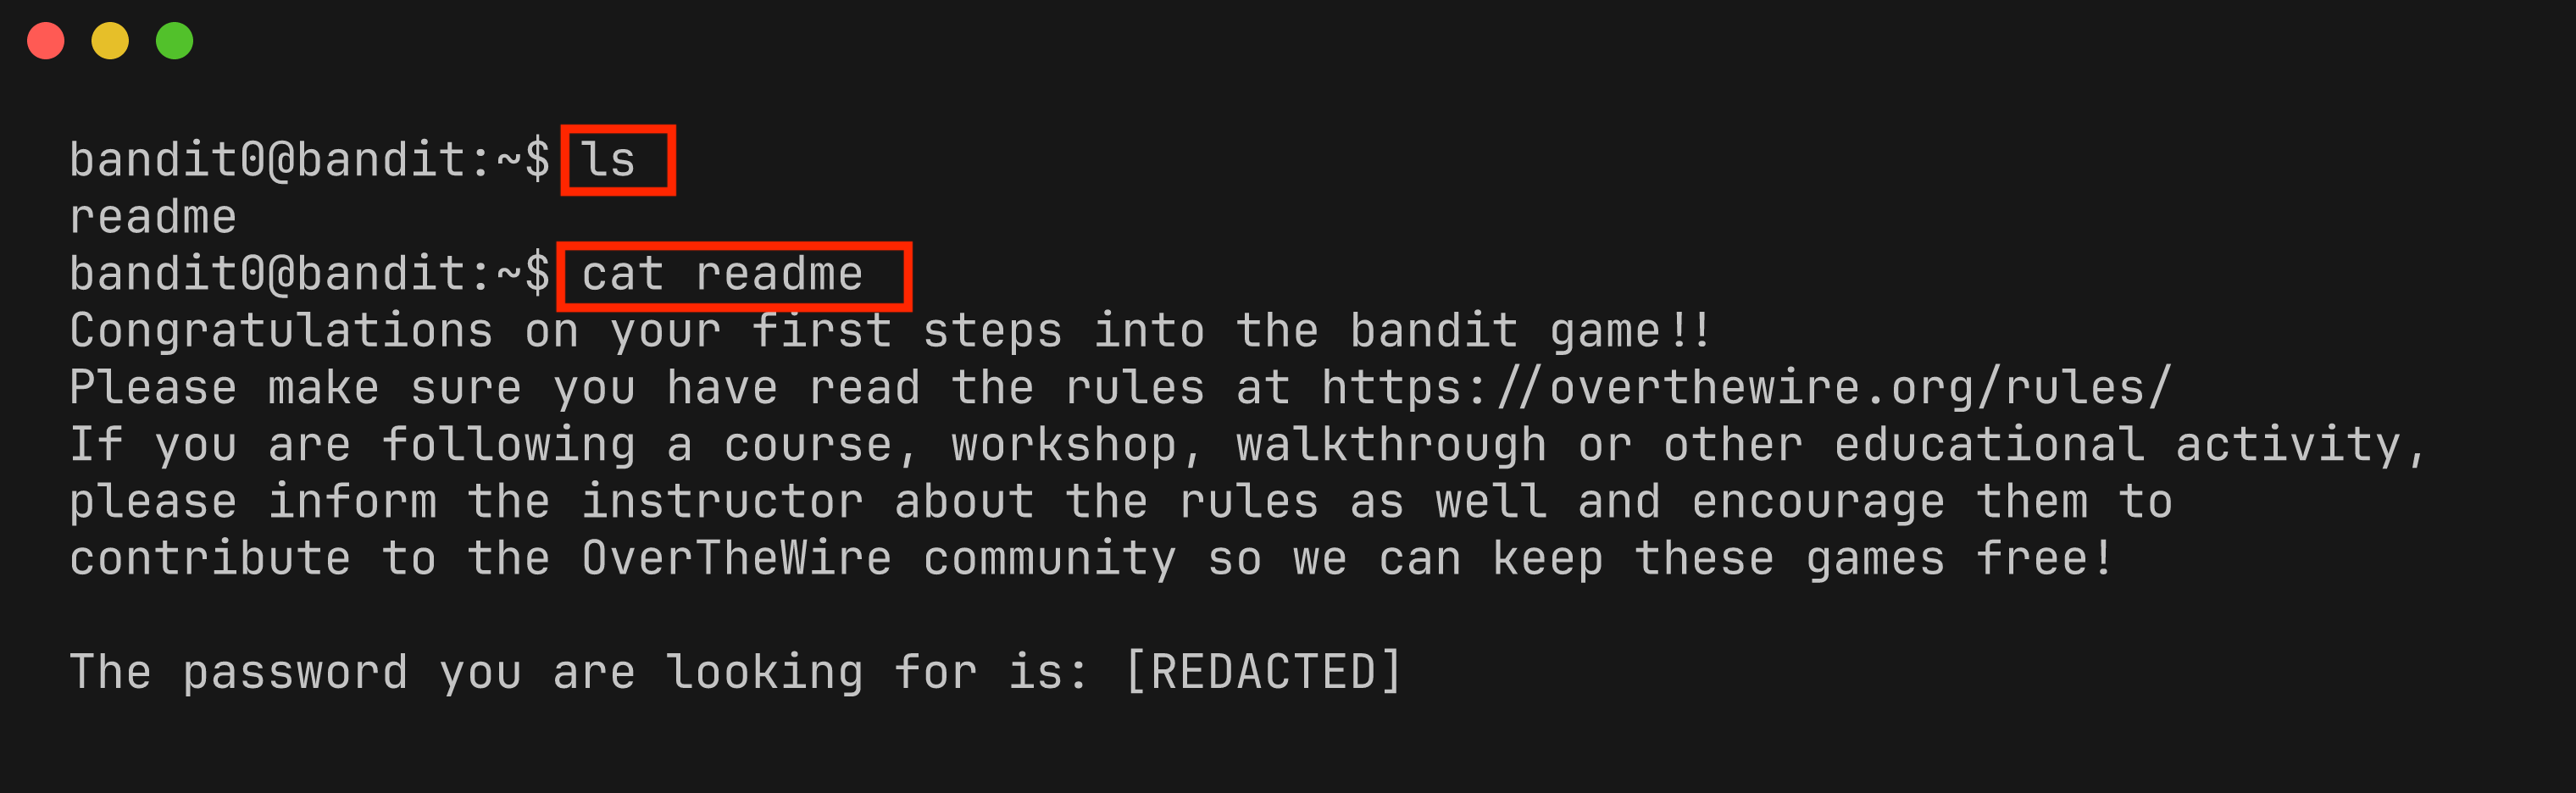 bandit0@bandit:~$ ls
readme
bandit0@bandit:~$ cat readme
Congratulations on your first steps into the bandit game!!
Please make sure you have read the rules at https://overthewire.org/rules/
If you are following a course, workshop, walkthrough or other educational activity,
please inform the instructor about the rules as well and encourage them to
contribute to the OverTheWire community so we can keep these games free!
The password you are looking for is: [REDACTED]